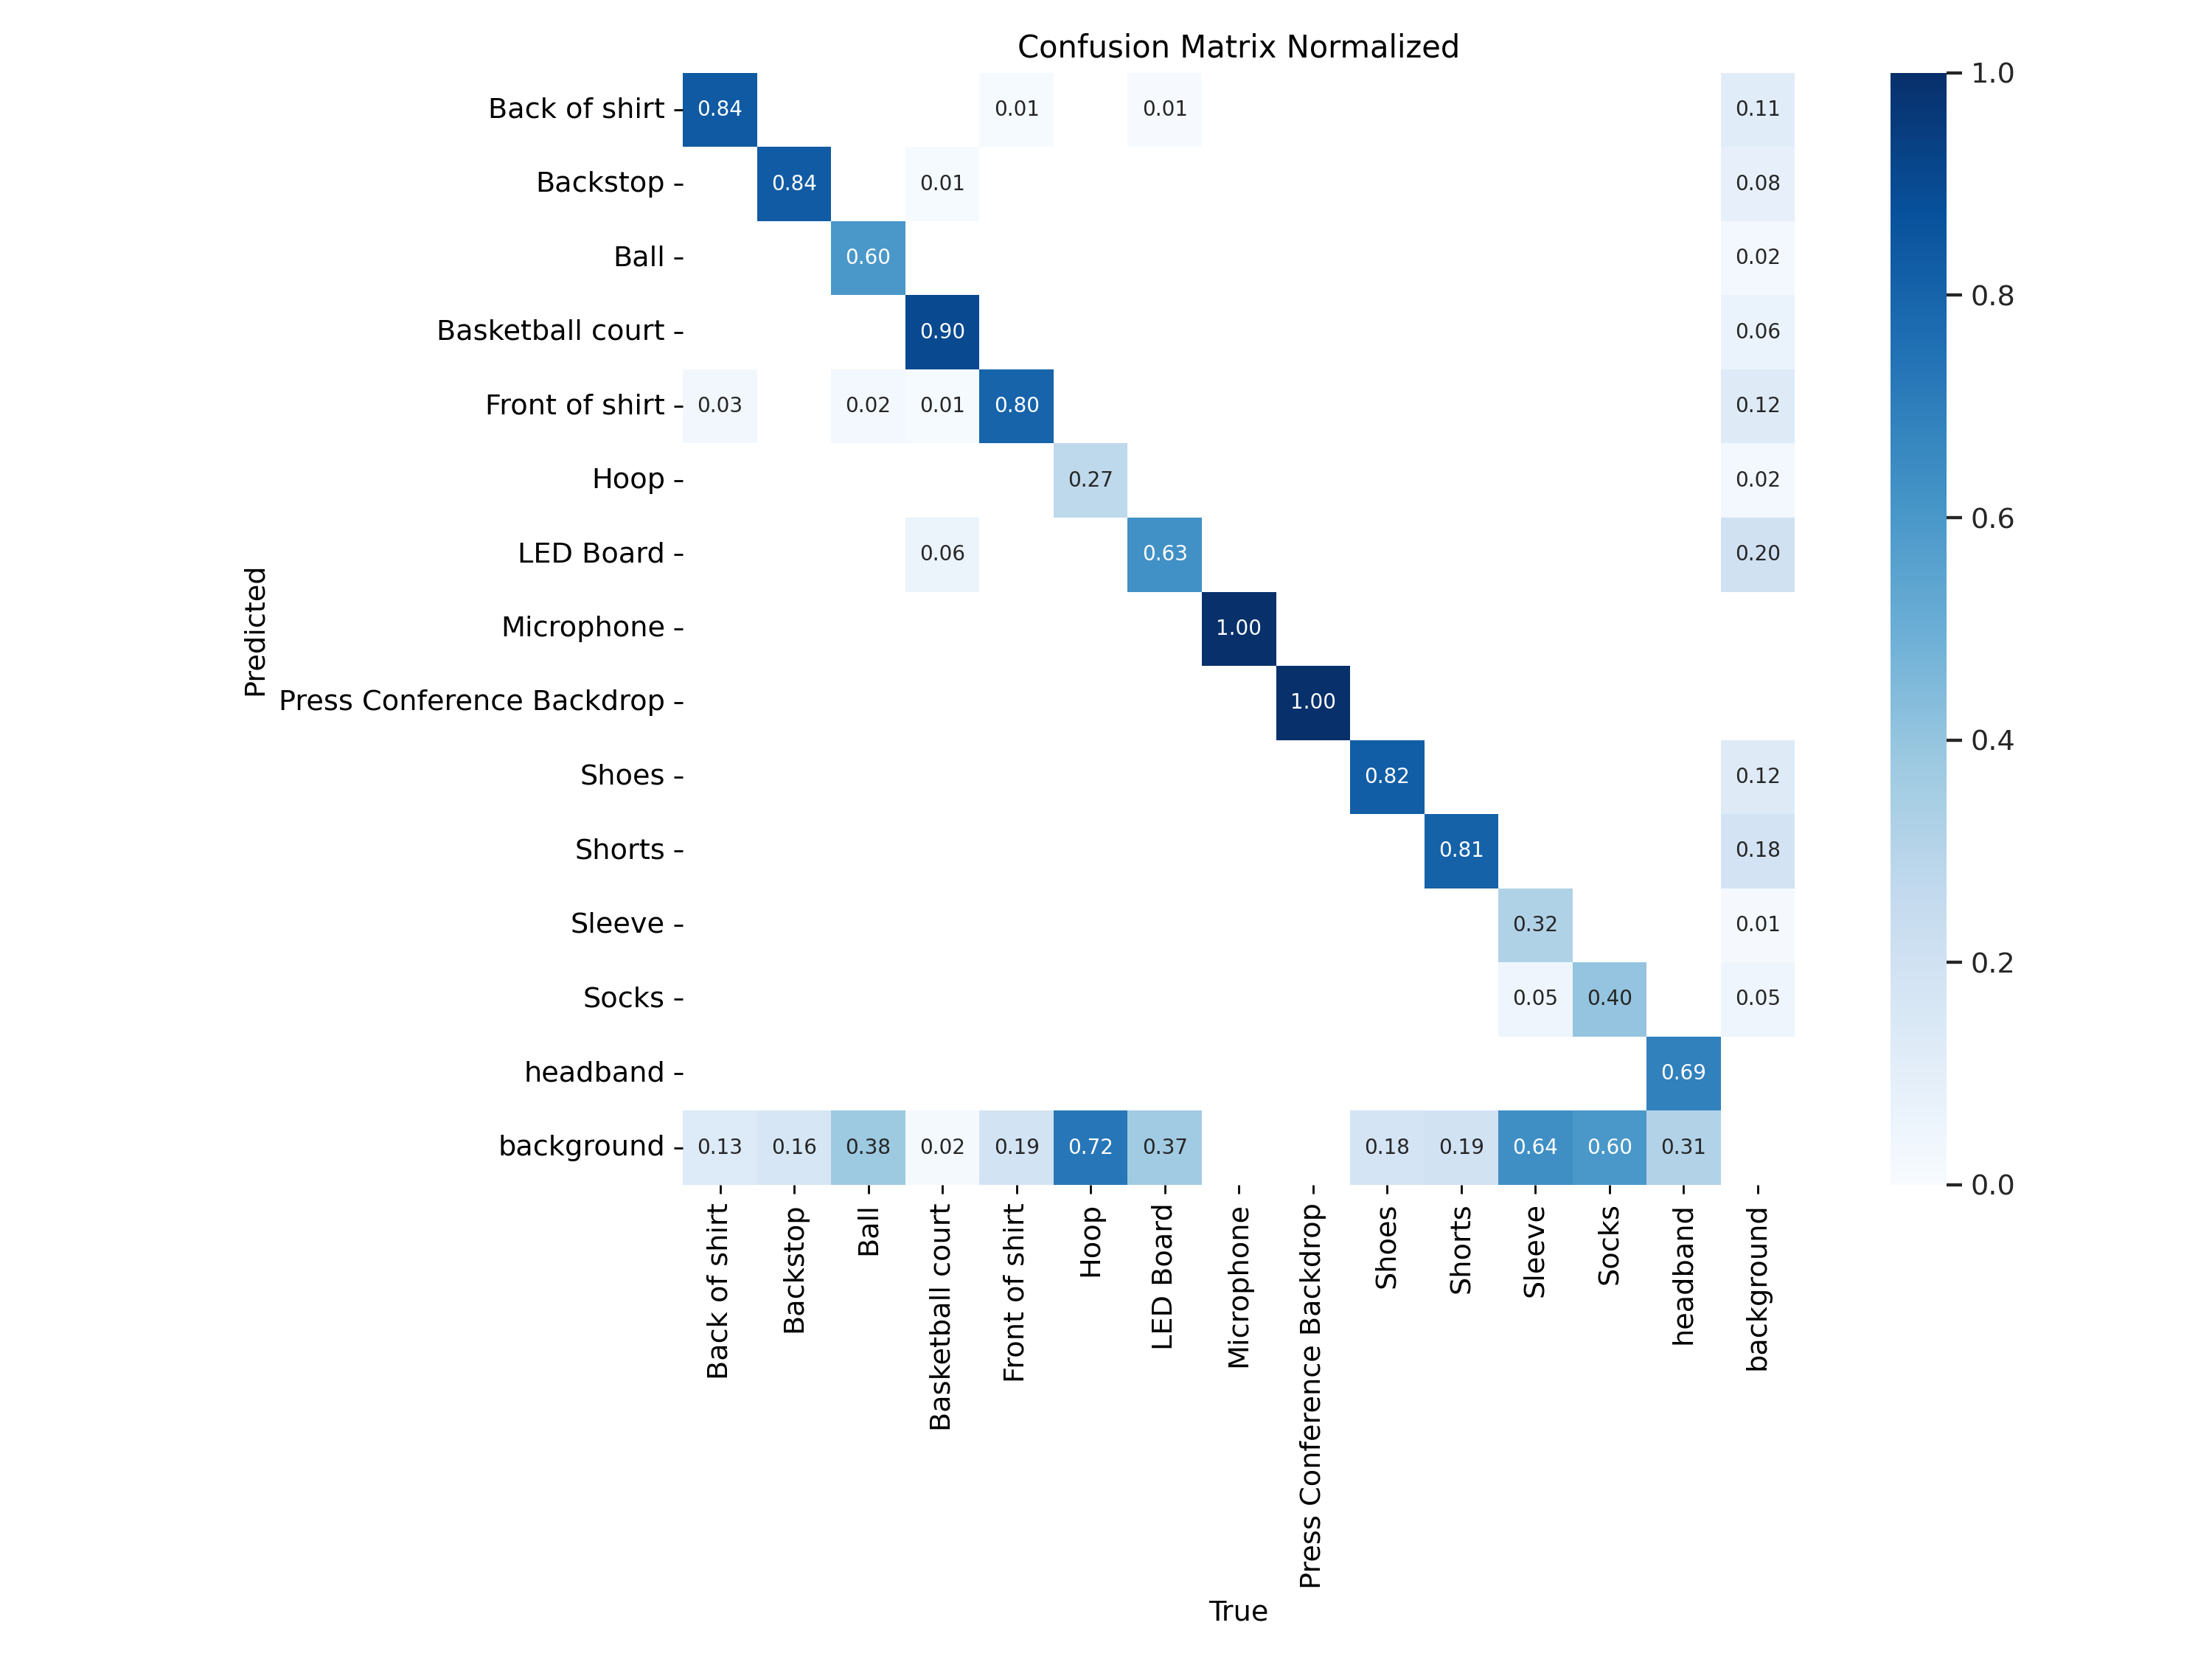 Confusion Matrix Normalized
Back of shirt 0.84 0.01 0.01 0.11
Backstop 0.84 0.01 0.08
Ball 0.60 0.02
Basketball court 0.90 0.06
Front of shirt 0.03 0.02 0.01 0.80 0.12
Hoop 0.27 0.02
LED Board 0.06 0.63 0.20
Microphone 1.00
Press Conference Backdrop 1.00
Shoes 0.82 0.12
Shorts 0.81 0.18
Sleeve 0.32 0.01
Socks 0.05 0.40 0.05
headband 0.69
background 0.13 0.16 0.38 0.02 0.19 0.72 0.37 0.18 0.19 0.64 0.60 0.31
Predicted
Back of shirt
Backstop
Ball
Basketball court
Front of shirt
Hoop
LED Board
Microphone
Press Conference Backdrop
Shoes
Shorts
Sleeve
Socks
headband
background
True
1.0
0.8
0.6
0.4
0.2
0.0